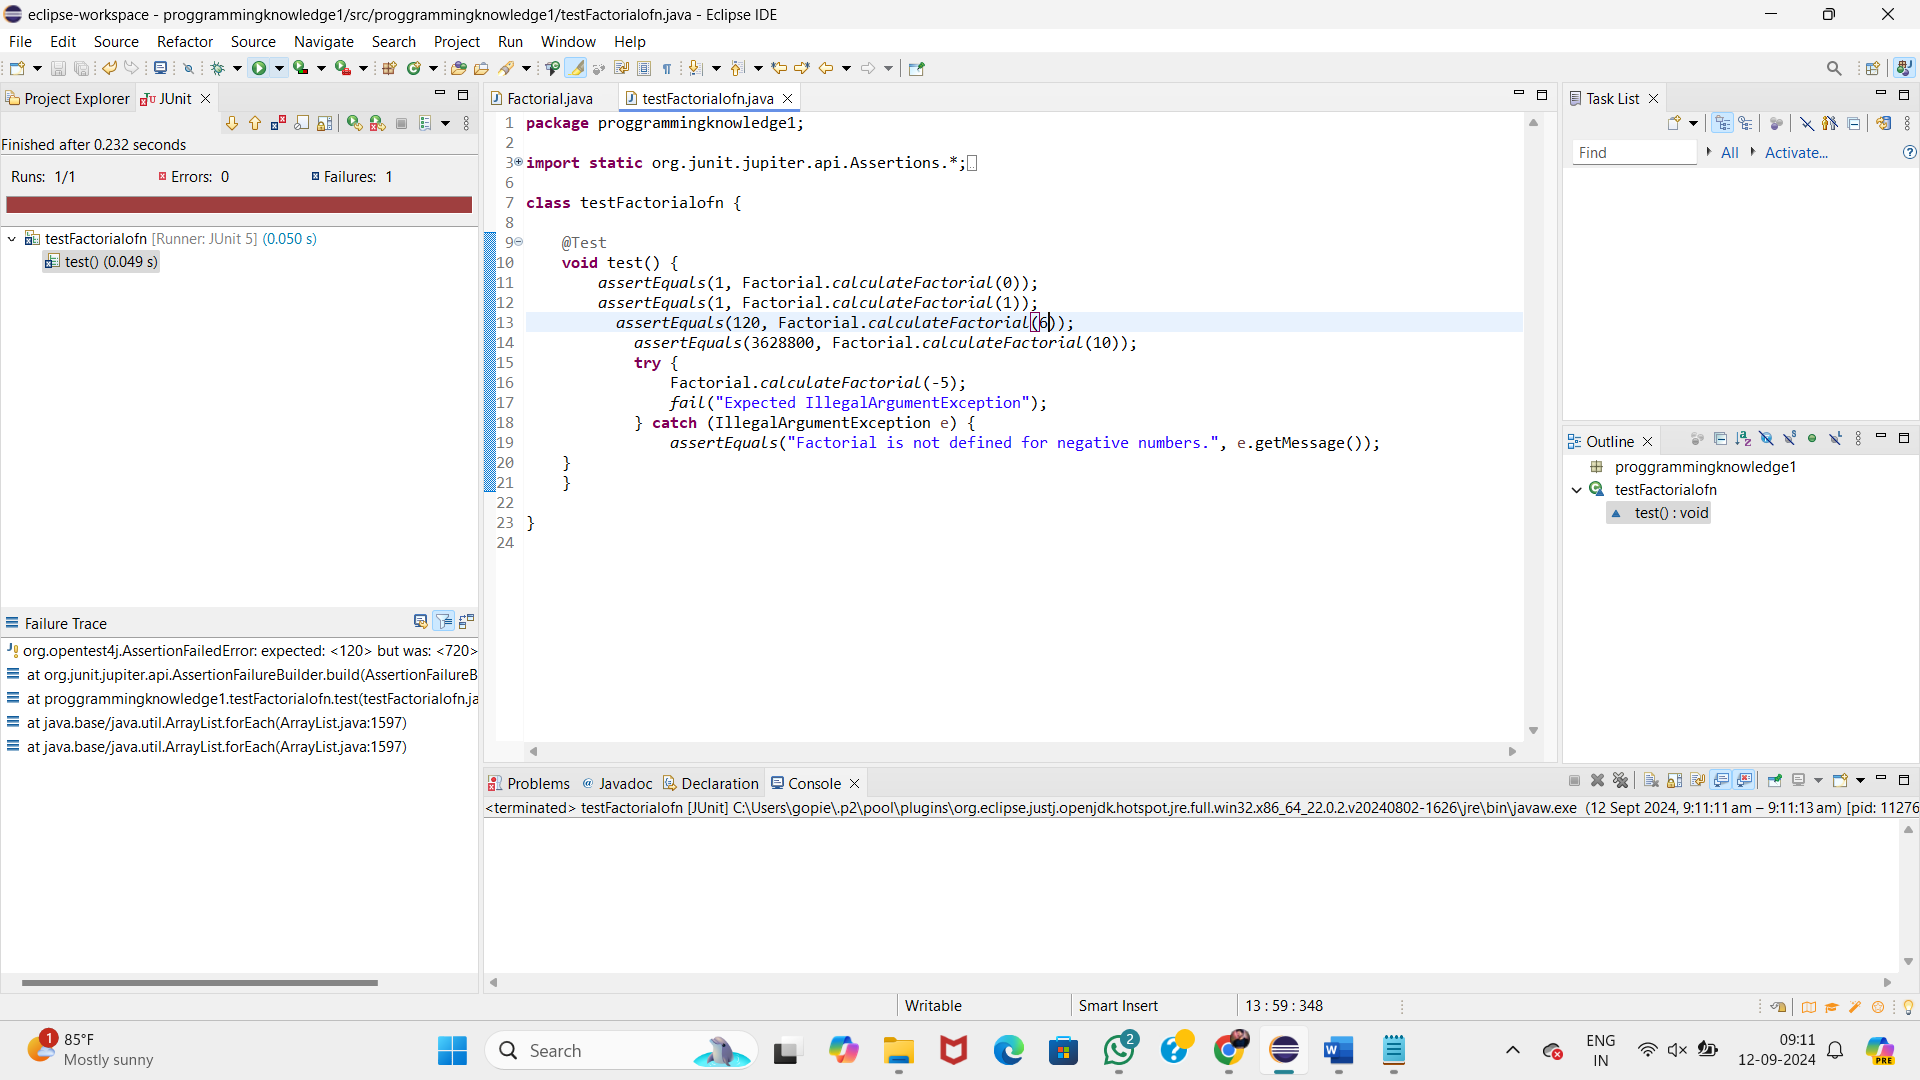 eclipse-workspace - proggrammingknowledge1/src/proggrammingknowledge1/testFactorialofn.java - Eclipse IDE
File Edit Source Refactor Source Navigate Search Project Run Window Help
Project Explorer JUnit
Finished after 0.232 seconds
Runs: 1/1 Errors: 0 Failures: 1
testFactorialofn [Runner: JUnit 5] (0.050 s)
test() (0.049 s)
Failure Trace
org.opentest4j.AssertionFailedError: expected: <120> but was: <720>
at org.junit.jupiter.api.AssertionFailureBuilder.build(AssertionFailureB
at proggrammingknowledge1.testFactorialofn.test(testFactorialofn.ja
at java.base/java.util.ArrayList.forEach(ArrayList.java:1597)
at java.base/java.util.ArrayList.forEach(ArrayList.java:1597)
Factorial.java testFactorialofn.java
1 package proggrammingknowledge1;
2
3 import static org.junit.jupiter.api.Assertions.*;
6
7 class testFactorialofn {
8
9 @Test
10 void test() {
11 assertEquals(1, Factorial.calculateFactorial(0));
12 assertEquals(1, Factorial.calculateFactorial(1));
13 assertEquals(120, Factorial.calculateFactorial(6));
14 assertEquals(3628800, Factorial.calculateFactorial(10));
15 try {
16 Factorial.calculateFactorial(-5);
17 fail("Expected IllegalArgumentException");
18 } catch (IllegalArgumentException e) {
19 assertEquals("Factorial is not defined for negative numbers.", e.getMessage());
20 }
21 }
22
23 }
24
Task List
Find All Activate...
Outline
proggrammingknowledge1
testFactorialofn
test() : void
Problems Javadoc Declaration Console
<terminated> testFactorialofn [JUnit] C:\Users\gopie\.p2\pool\plugins\org.eclipse.justj.openjdk.hotspot.jre.full.win32.x86_64_22.0.2.v20240802-1626\jre\bin\javaw.exe (12 Sept 2024, 9:11:11 am – 9:11:13 am) [pid: 11276
Writable Smart Insert 13 : 59 : 348
1
85°F
Mostly sunny
Search
2
ENG
IN
09:11
12-09-2024
PRE